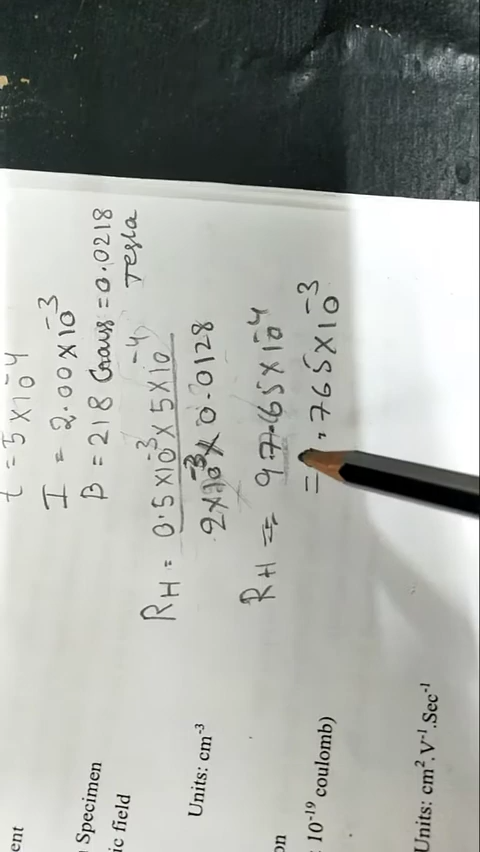 t = 5 X 10-4
I = 2.00 X 10-3
B = 218 Gauss = 0.0218 Tesla
RH = 0.5 X 10-3 X 5 X 10-4
2 X 10-3 X 0.0128
RH = 97.65 X 10-4
= .765 X 10-3
ent
Specimen
ic field
Units: cm-3
on
10-19 coulomb)
Units: cm2.V-1.Sec-1